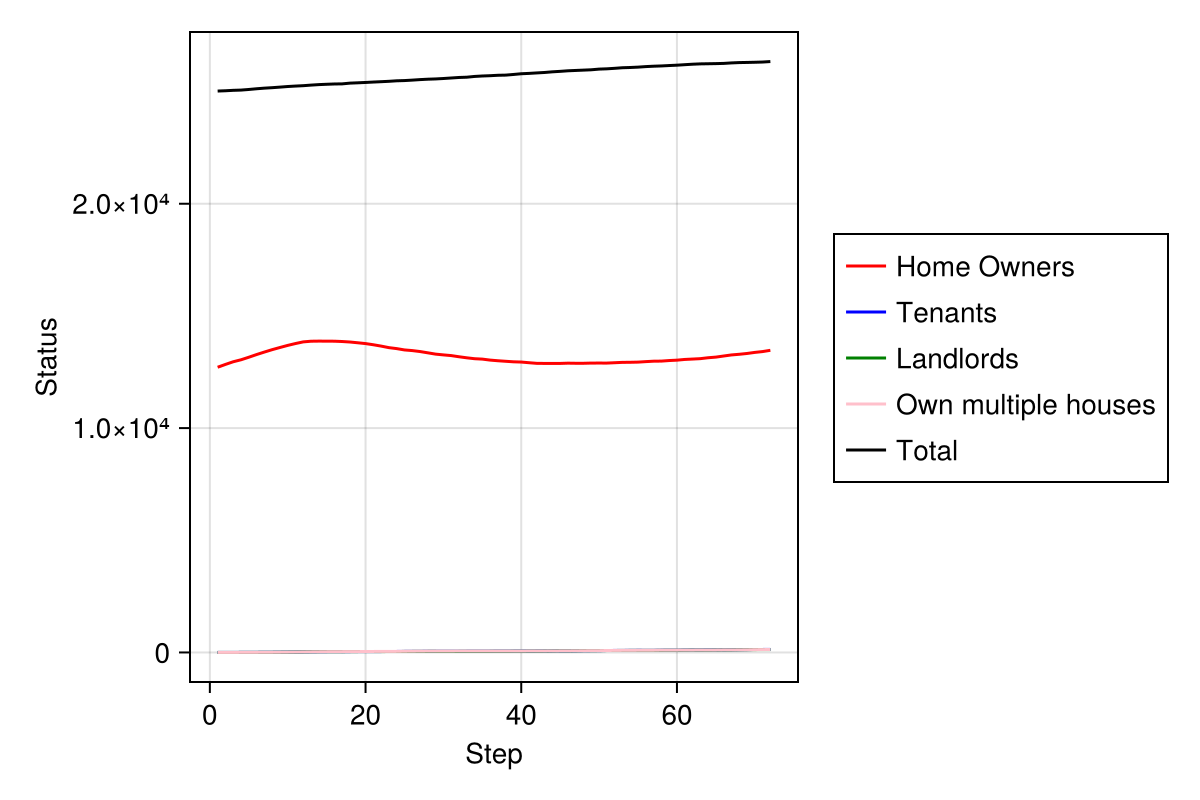 2.0×10⁴
1.0×10⁴
0
Status
0 20 40 60
Step
Home Owners
Tenants
Landlords
Own multiple houses
Total